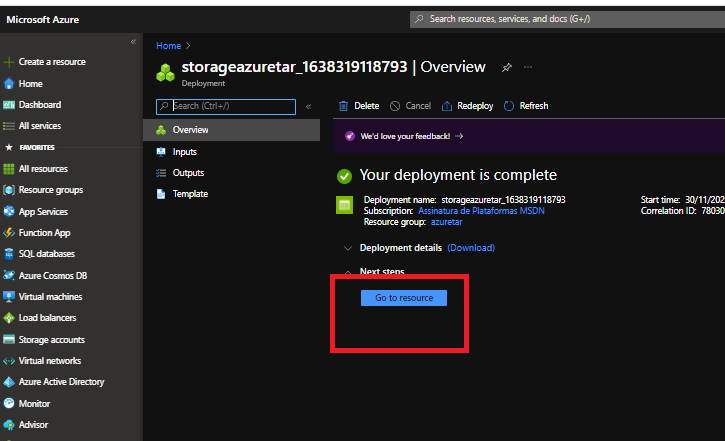 Microsoft Azure
Search resources, services, and docs (G+/)
Create a resource
Home
Dashboard
All services
FAVORITES
All resources
Resource groups
App Services
Function App
SQL databases
Azure Cosmos DB
Virtual machines
Load balancers
Storage accounts
Virtual networks
Azure Active Directory
Monitor
Advisor
Home
storageazuretar_1638319118793 | Overview
Deployment
Search (Ctrl+/)
Overview
Inputs
Outputs
Template
Delete Cancel Redeploy Refresh
We'd love your feedback!
Your deployment is complete
Deployment name: storageazuretar_1638319118793 Start time: 30/11/202
Subscription: Assinatura de Plataformas MSDN Correlation ID: 78030
Resource group: azuretar
Deployment details (Download)
Next steps
Go to resource